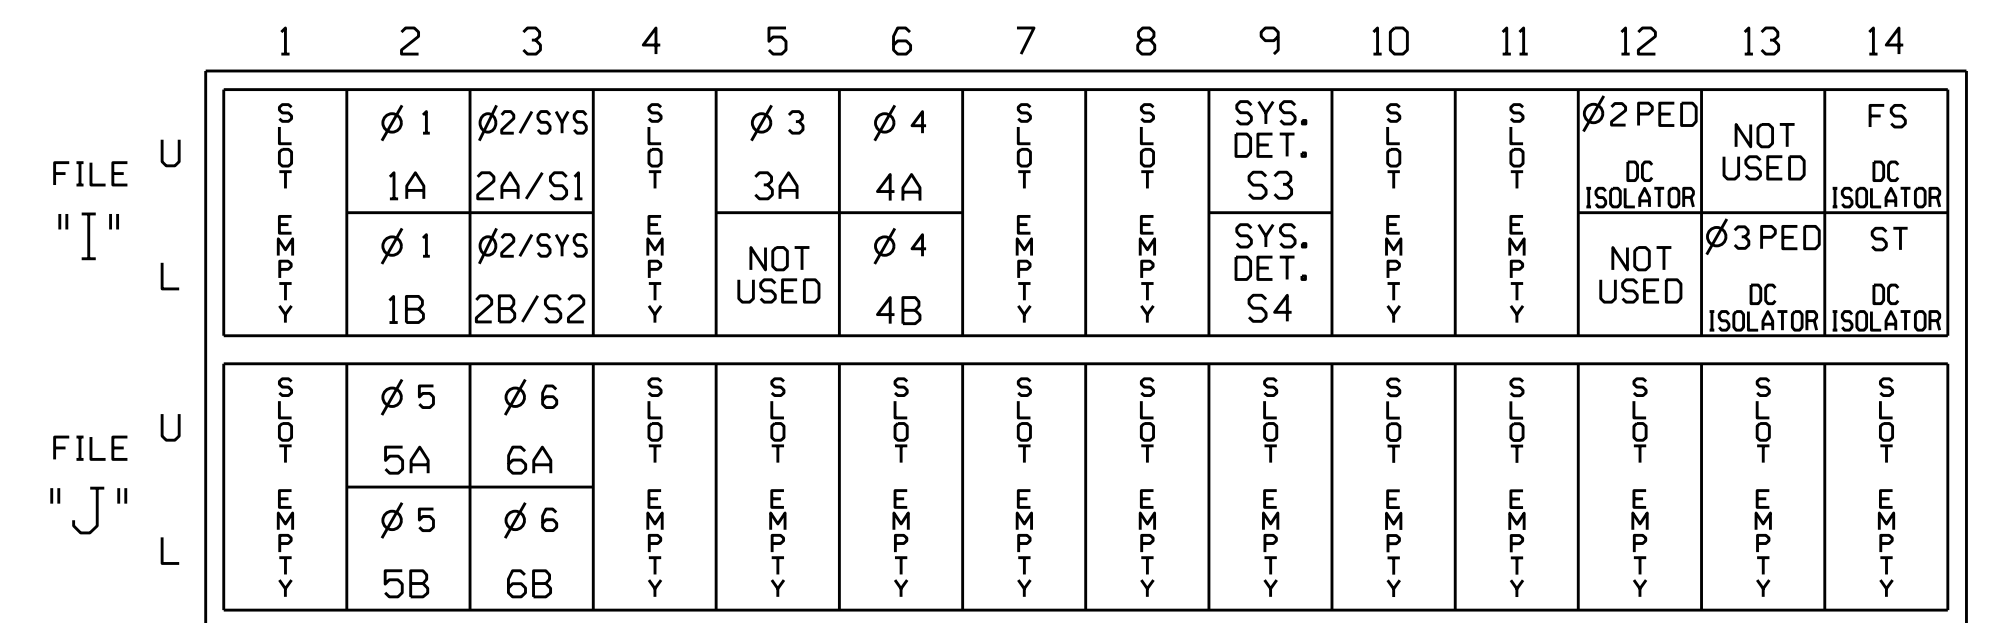 1 2 3 4 5 6 7 8 9 10 11 12 13 14
FILE "I"
U
L
SLOT EMPTY
Ø 1
1A
Ø 1
1B
Ø2/SYS
2A/S1
Ø2/SYS
2B/S2
SLOT EMPTY
Ø 3
3A
NOT
USED
Ø 4
4A
Ø 4
4B
SLOT EMPTY
SLOT EMPTY
SYS.
DET.
S3
SYS.
DET.
S4
SLOT EMPTY
SLOT EMPTY
Ø2 PED
DC
ISOLATOR
NOT
USED
NOT
USED
Ø3 PED
DC
ISOLATOR
FS
DC
ISOLATOR
ST
DC
ISOLATOR
FILE "J"
U
L
SLOT EMPTY
Ø 5
5A
Ø 5
5B
Ø 6
6A
Ø 6
6B
SLOT EMPTY
SLOT EMPTY
SLOT EMPTY
SLOT EMPTY
SLOT EMPTY
SLOT EMPTY
SLOT EMPTY
SLOT EMPTY
SLOT EMPTY
SLOT EMPTY
SLOT EMPTY